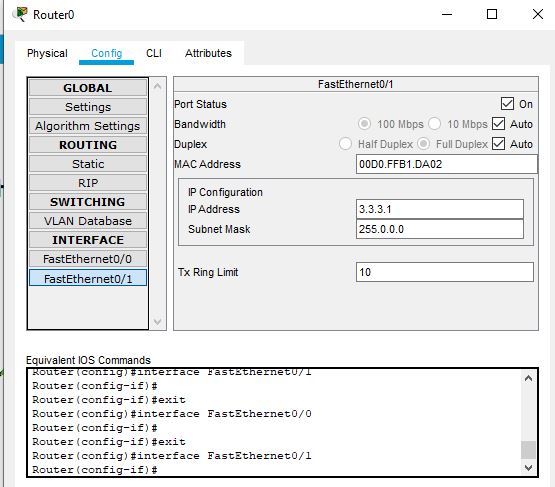 Router0
Physical Config CLI Attributes
GLOBAL
Settings
Algorithm Settings
ROUTING
Static
RIP
SWITCHING
VLAN Database
INTERFACE
FastEthernet0/0
FastEthernet0/1
FastEthernet0/1
Port Status On
Bandwidth 100 Mbps 10 Mbps Auto
Duplex Half Duplex Full Duplex Auto
MAC Address 00D0.FFB1.DA02
IP Configuration
IP Address 3.3.3.1
Subnet Mask 255.0.0.0
Tx Ring Limit 10
Equivalent IOS Commands
Router(config)#interface FastEthernet0/1
Router(config-if)#
Router(config-if)#exit
Router(config)#interface FastEthernet0/0
Router(config-if)#
Router(config-if)#exit
Router(config)#interface FastEthernet0/1
Router(config-if)#